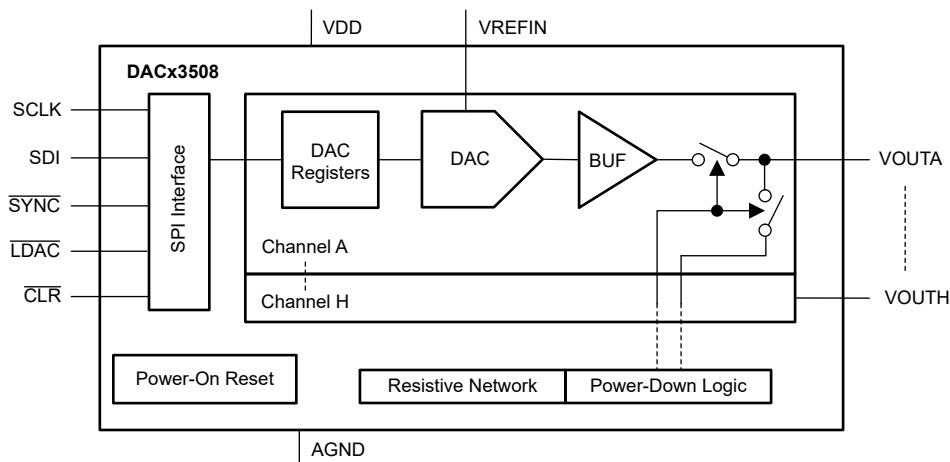 VDD
VREFIN
DACx3508
SCLK
SDI
SYNC
LDAC
CLR
SPI Interface
DAC
Registers
DAC
BUF
VOUTA
Channel A
Channel H
VOUTH
Power-On Reset
Resistive Network
Power-Down Logic
AGND